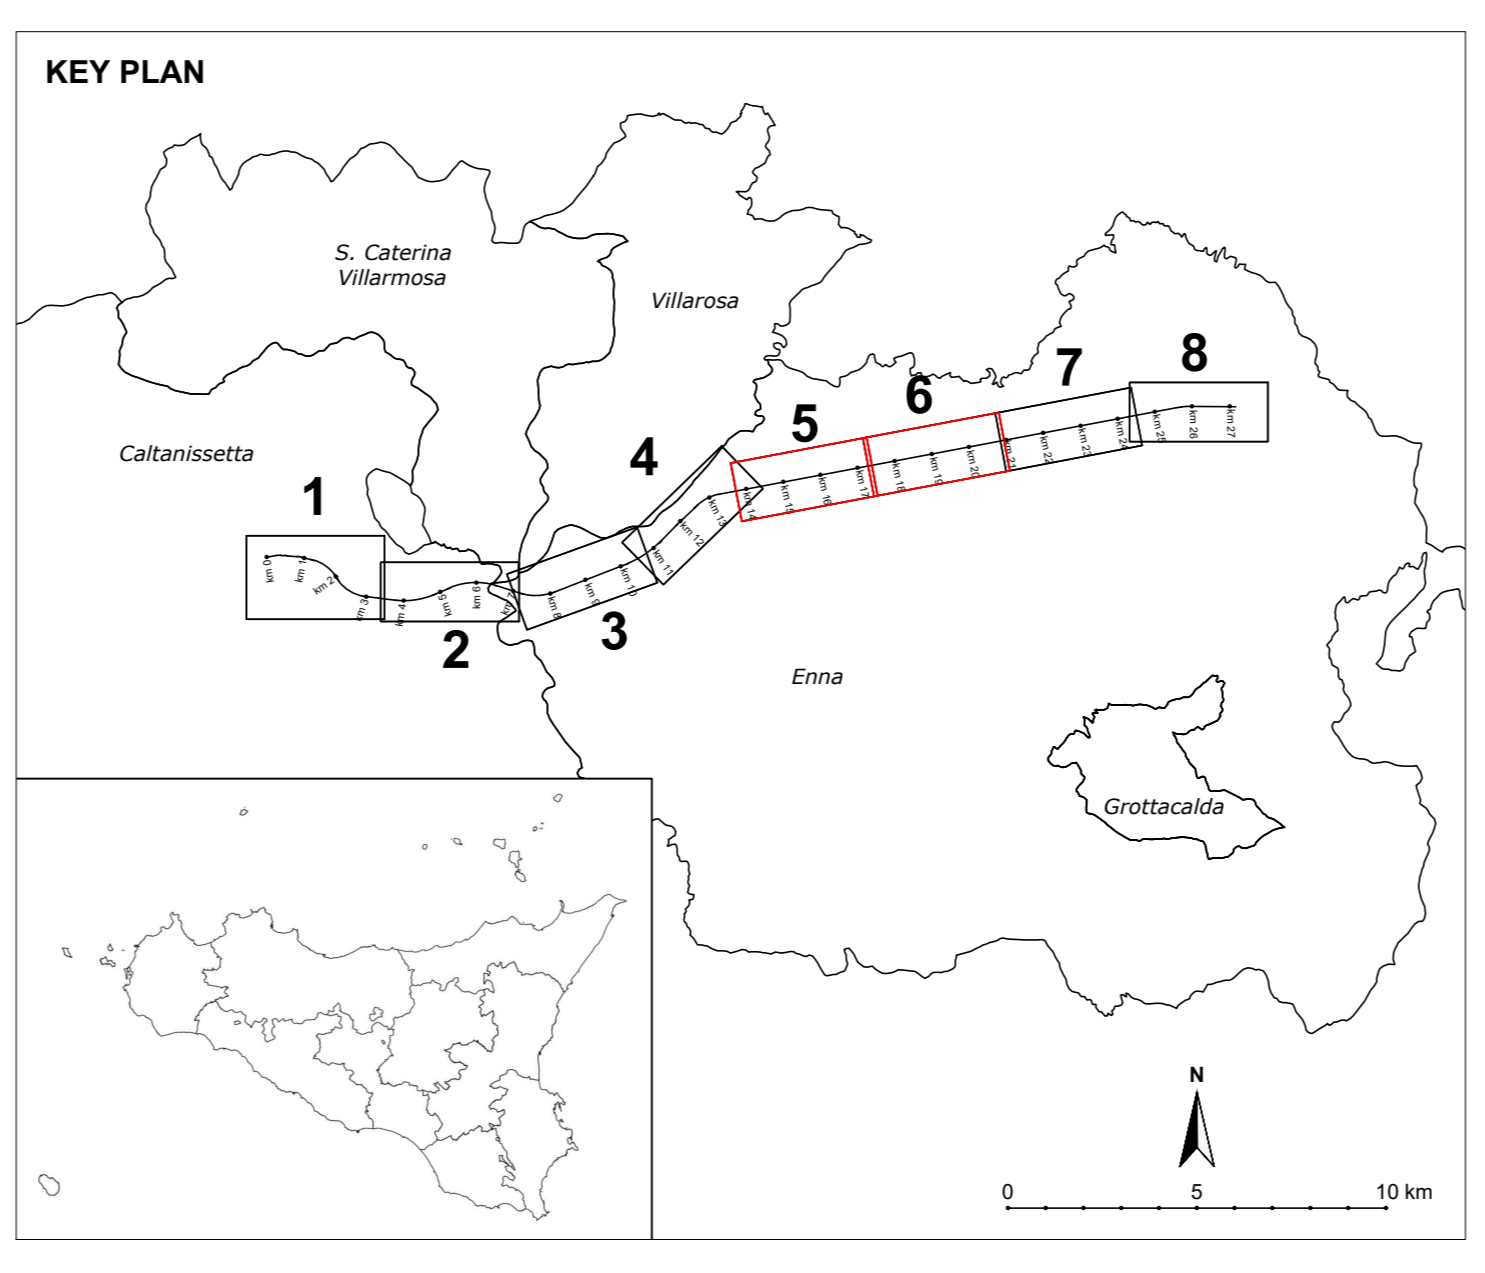 KEY PLAN
S. Caterina
Villarmosa
Villarosa
Caltanissetta
1
2
3
4
5
6
7
8
km 0
km 1
km 2
km 3
km 4
km 5
km 6
km 7
km 8
km 9
km 10
km 11
km 12
km 13
km 14
km 15
km 16
km 17
km 18
km 19
km 20
km 21
km 22
km 23
km 24
km 25
km 26
km 27
Enna
Grottacalda
N
0 5 10 km